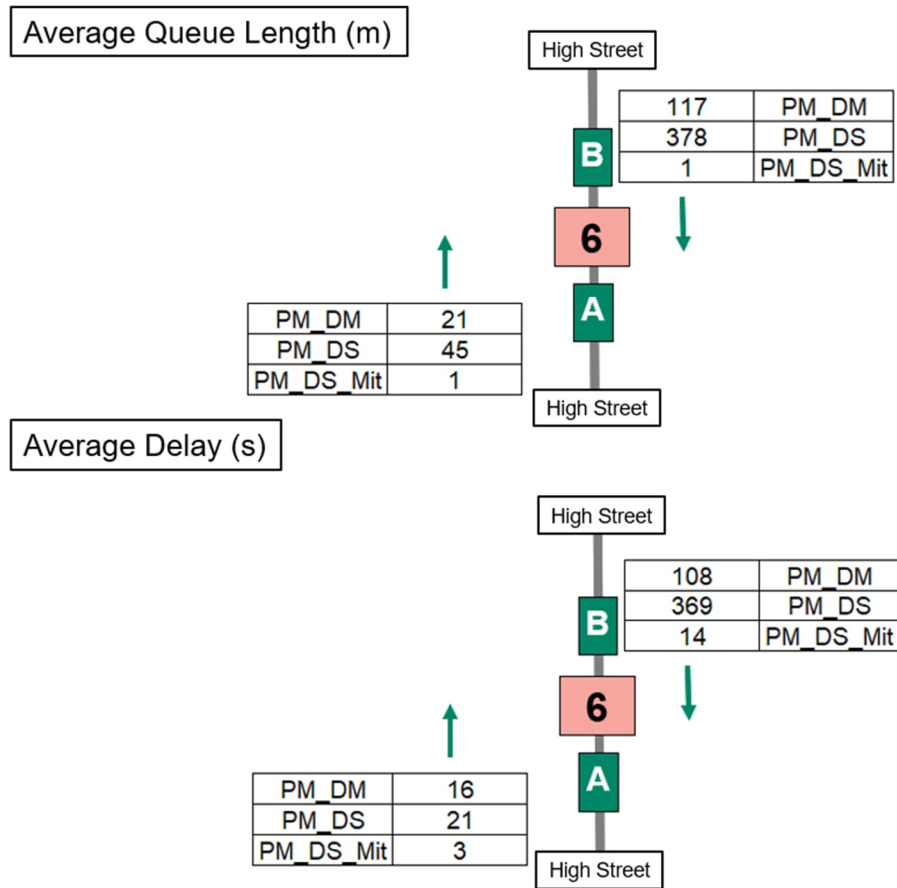 Average Queue Length (m)
High Street
117 PM_DM
378 PM_DS
1 PM_DS_Mit
B
6
A
PM_DM 21
PM_DS 45
PM_DS_Mit 1
High Street
Average Delay (s)
High Street
108 PM_DM
369 PM_DS
14 PM_DS_Mit
B
6
A
PM_DM 16
PM_DS 21
PM_DS_Mit 3
High Street